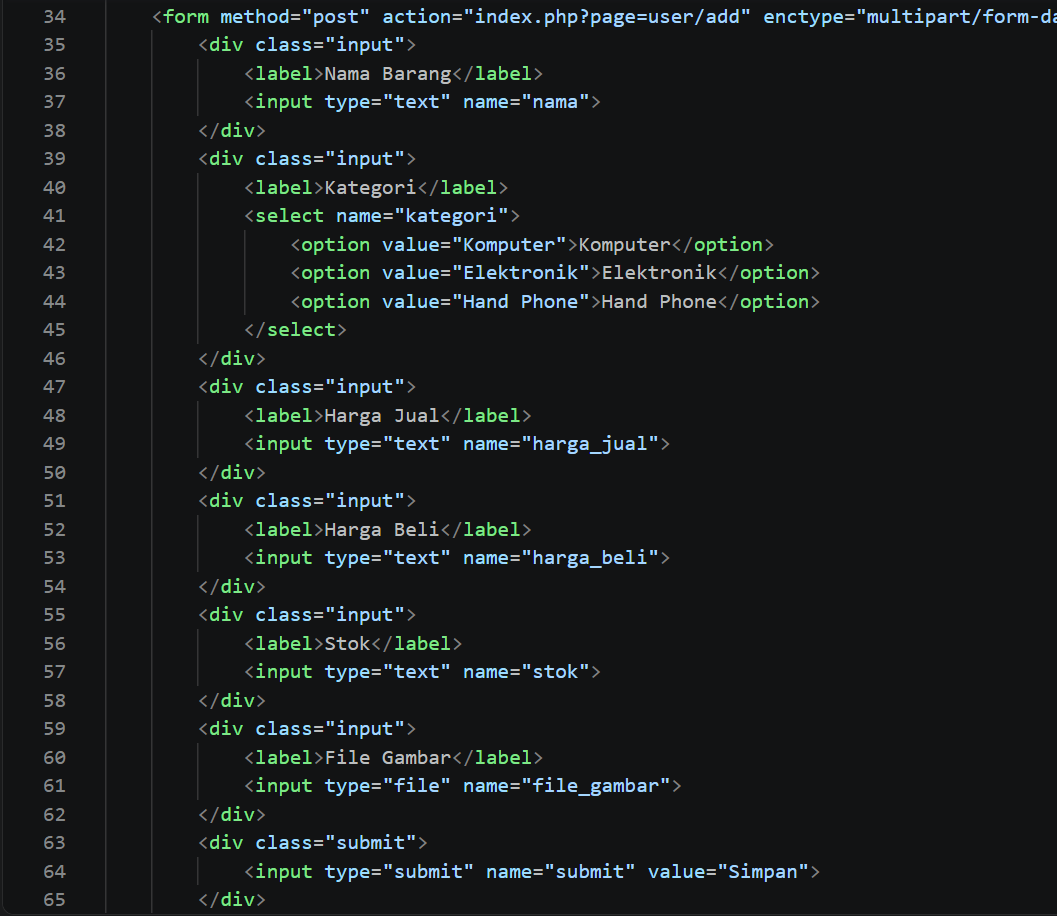 34 <form method="post" action="index.php?page=user/add" enctype="multipart/form-da
35 <div class="input">
36 <label>Nama Barang</label>
37 <input type="text" name="nama">
38 </div>
39 <div class="input">
40 <label>Kategori</label>
41 <select name="kategori">
42 <option value="Komputer">Komputer</option>
43 <option value="Elektronik">Elektronik</option>
44 <option value="Hand Phone">Hand Phone</option>
45 </select>
46 </div>
47 <div class="input">
48 <label>Harga Jual</label>
49 <input type="text" name="harga_jual">
50 </div>
51 <div class="input">
52 <label>Harga Beli</label>
53 <input type="text" name="harga_beli">
54 </div>
55 <div class="input">
56 <label>Stok</label>
57 <input type="text" name="stok">
58 </div>
59 <div class="input">
60 <label>File Gambar</label>
61 <input type="file" name="file_gambar">
62 </div>
63 <div class="submit">
64 <input type="submit" name="submit" value="Simpan">
65 </div>